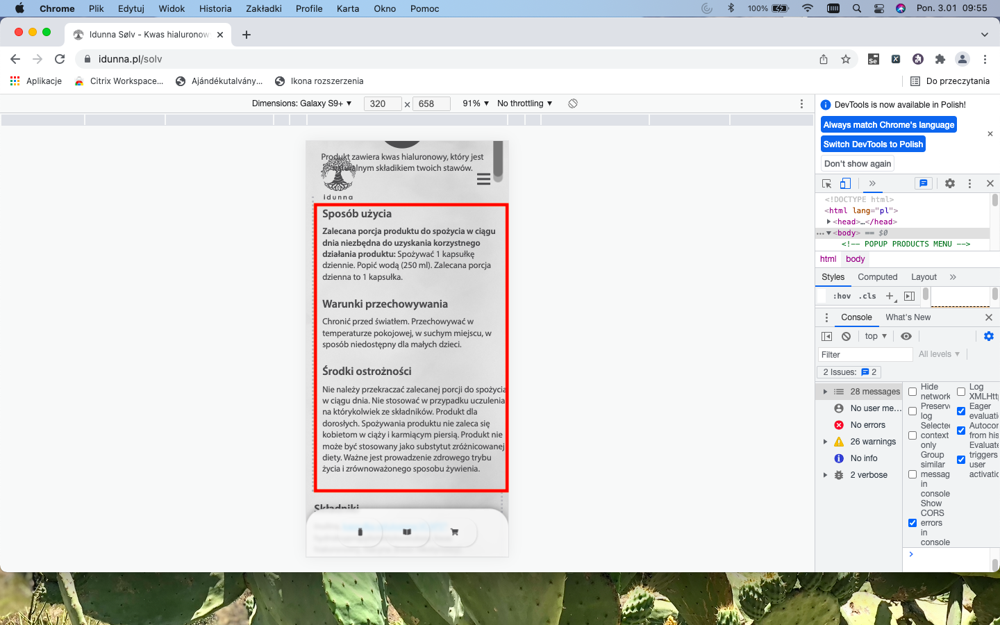 Chrome Plik Edytuj Widok Historia Zakładki Profile Karta Okno Pomoc 100% Pon. 3.01 09:55
Idunna Sølv - Kwas hialuronow
idunna.pl/solv
Aplikacje Citrix Workspace... Ajándékutalvány... Ikona rozszerzenia Do przeczytania
Dimensions: Galaxy S9+ 320 × 658 91% No throttling
Produkt zawiera kwas hialuronowy, który jest
składikiem twoich stawów.
idunna
Sposób użycia
Zalecana porcja produktu do spożycia w ciągu
dnia niezbędna do uzyskania korzystnego
działania produktu: Spożywać 1 kapsułkę
dziennie. Popić wodą (250 ml). Zalecana porcja
dzienna to 1 kapsułka.
Warunki przechowywania
Chronić przed światłem. Przechowywać w
temperaturze pokojowej, w suchym miejscu, w
sposób niedostępny dla małych dzieci.
Środki ostrożności
Nie należy przekraczać zalecanej porcji do spożycia
w ciągu dnia. Nie stosować w przypadku uczulenia
na którykolwiek ze składników. Produkt dla
dorosłych. Spożywania produktu nie zaleca się
kobietom w ciąży i karmiącym piersią. Produkt nie
może być stosowany jako substytut zróżnicowanej
diety. Ważne jest prowadzenie zdrowego trybu
życia i zrównoważonego sposobu żywienia.
Składniki
DevTools is now available in Polish!
Always match Chrome's language
Switch DevTools to Polish
Don't show again
<!DOCTYPE html>
<html lang="pl">
<head>…</head>
<body> == $0
<!-- POPUP PRODUCTS MENU -->
html body
Styles Computed Layout
:hov .cls
Console What's New
top
Filter All levels
2 Issues: 2
28 messages
No user me...
No errors
26 warnings
No info
2 verbose
Hide
network
Preserve
log
Selected
context
only
Group
similar
messag
in
console
Show
CORS
errors
in
console
Log
XMLHtt
Eager
evaluati
Autocor
from his
Evaluate
triggers
user
activatio